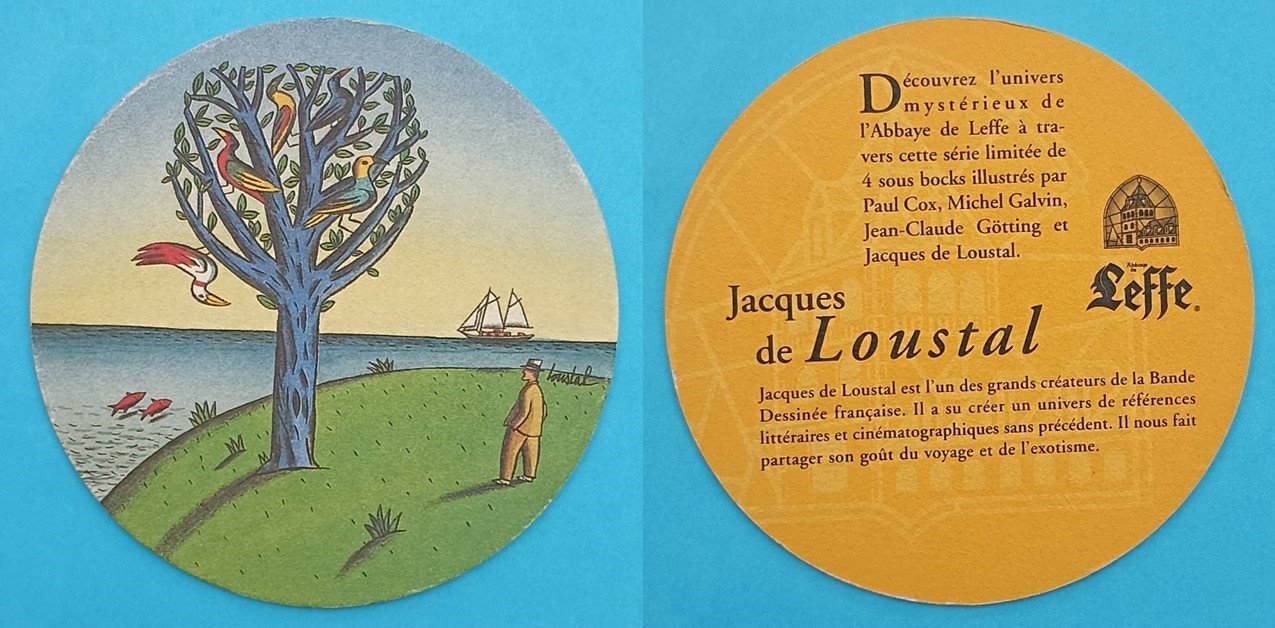 loustal
Découvrez l'univers
mystérieux de
l'Abbaye de Leffe à tra-
vers cette série limitée de
4 sous bocks illustrés par
Paul Cox, Michel Galvin,
Jean-Claude Götting et
Jacques de Loustal.
Abbaye
de
Leffe®
Jacques
de Loustal
Jacques de Loustal est l'un des grands créateurs de la Bande
Dessinée française. Il a su créer un univers de références
littéraires et cinématographiques sans précédent. Il nous fait
partager son goût du voyage et de l'exotisme.